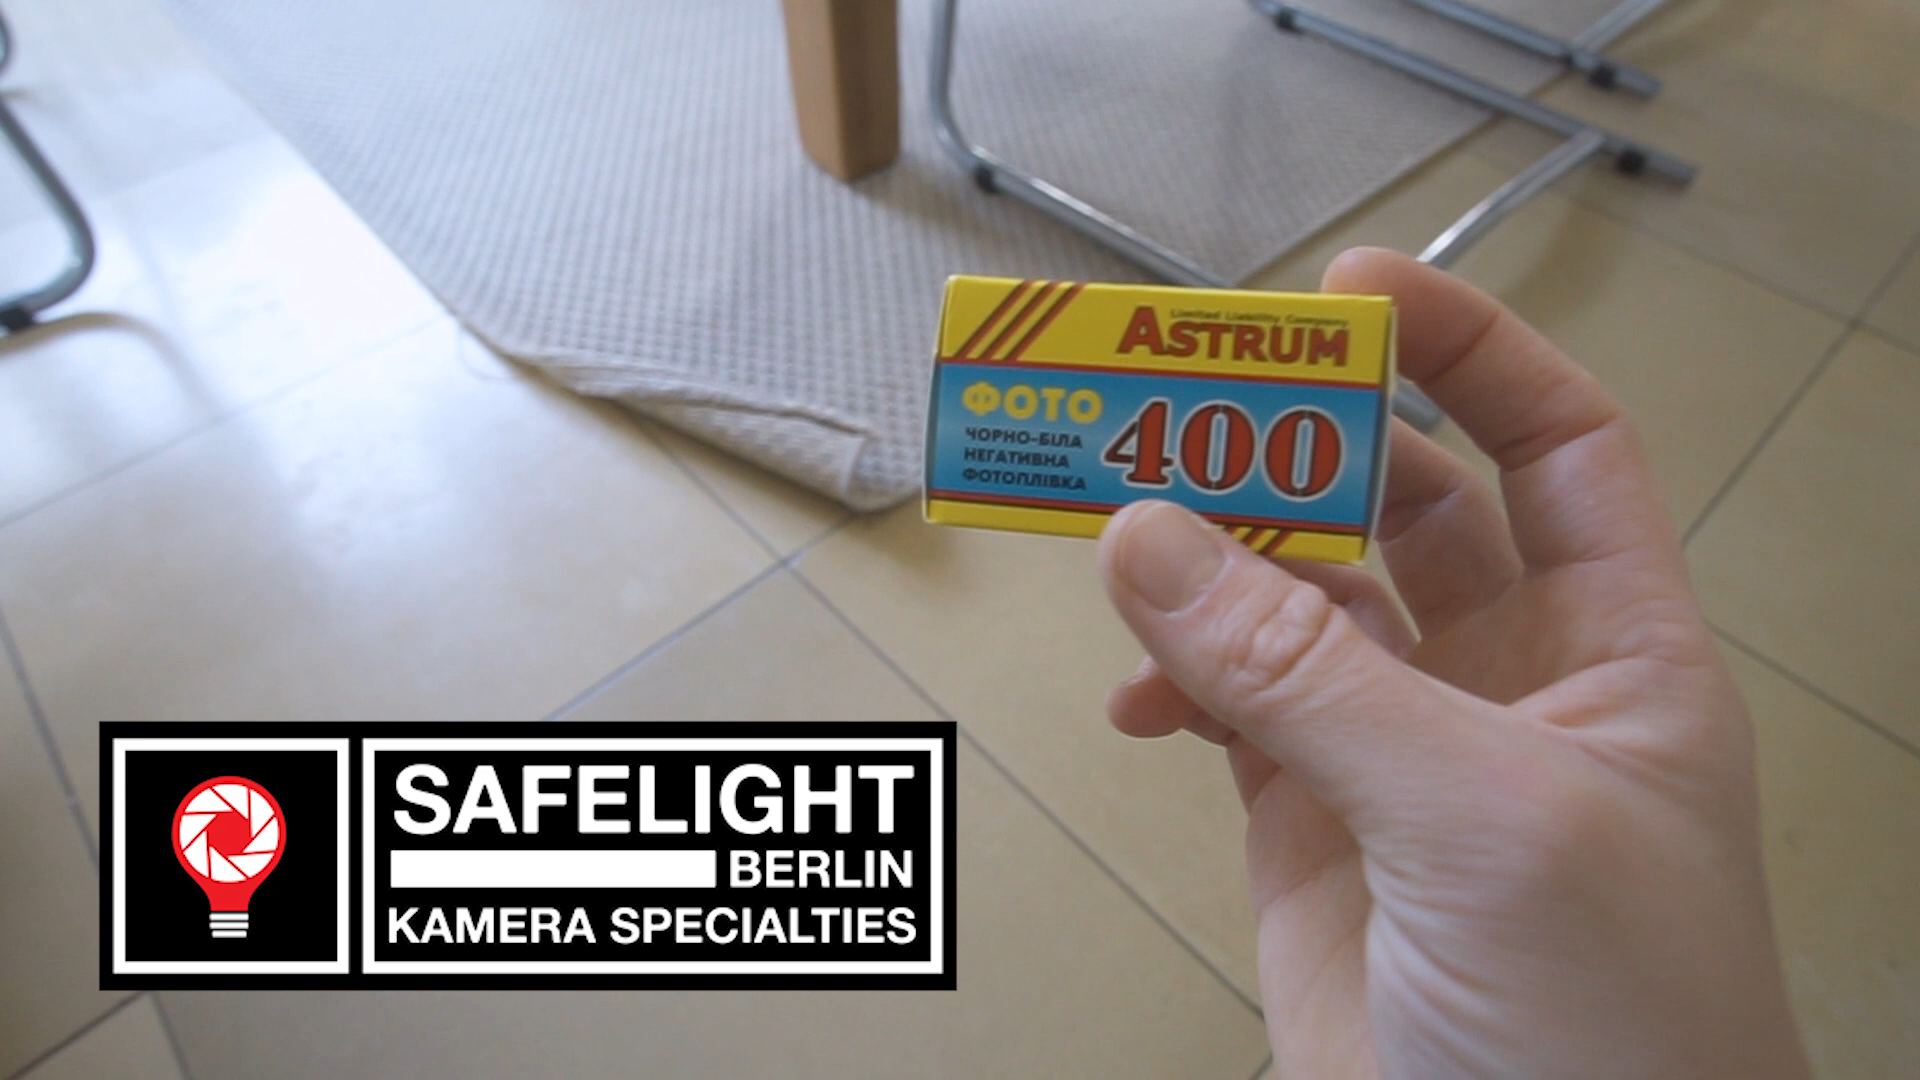 Limited Liability Company
ASTRUM
ФОТО
400
ЧОРНО-БІЛА
НЕГАТИВНА
ФОТОПЛІВКА
SAFELIGHT
BERLIN
KAMERA SPECIALTIES